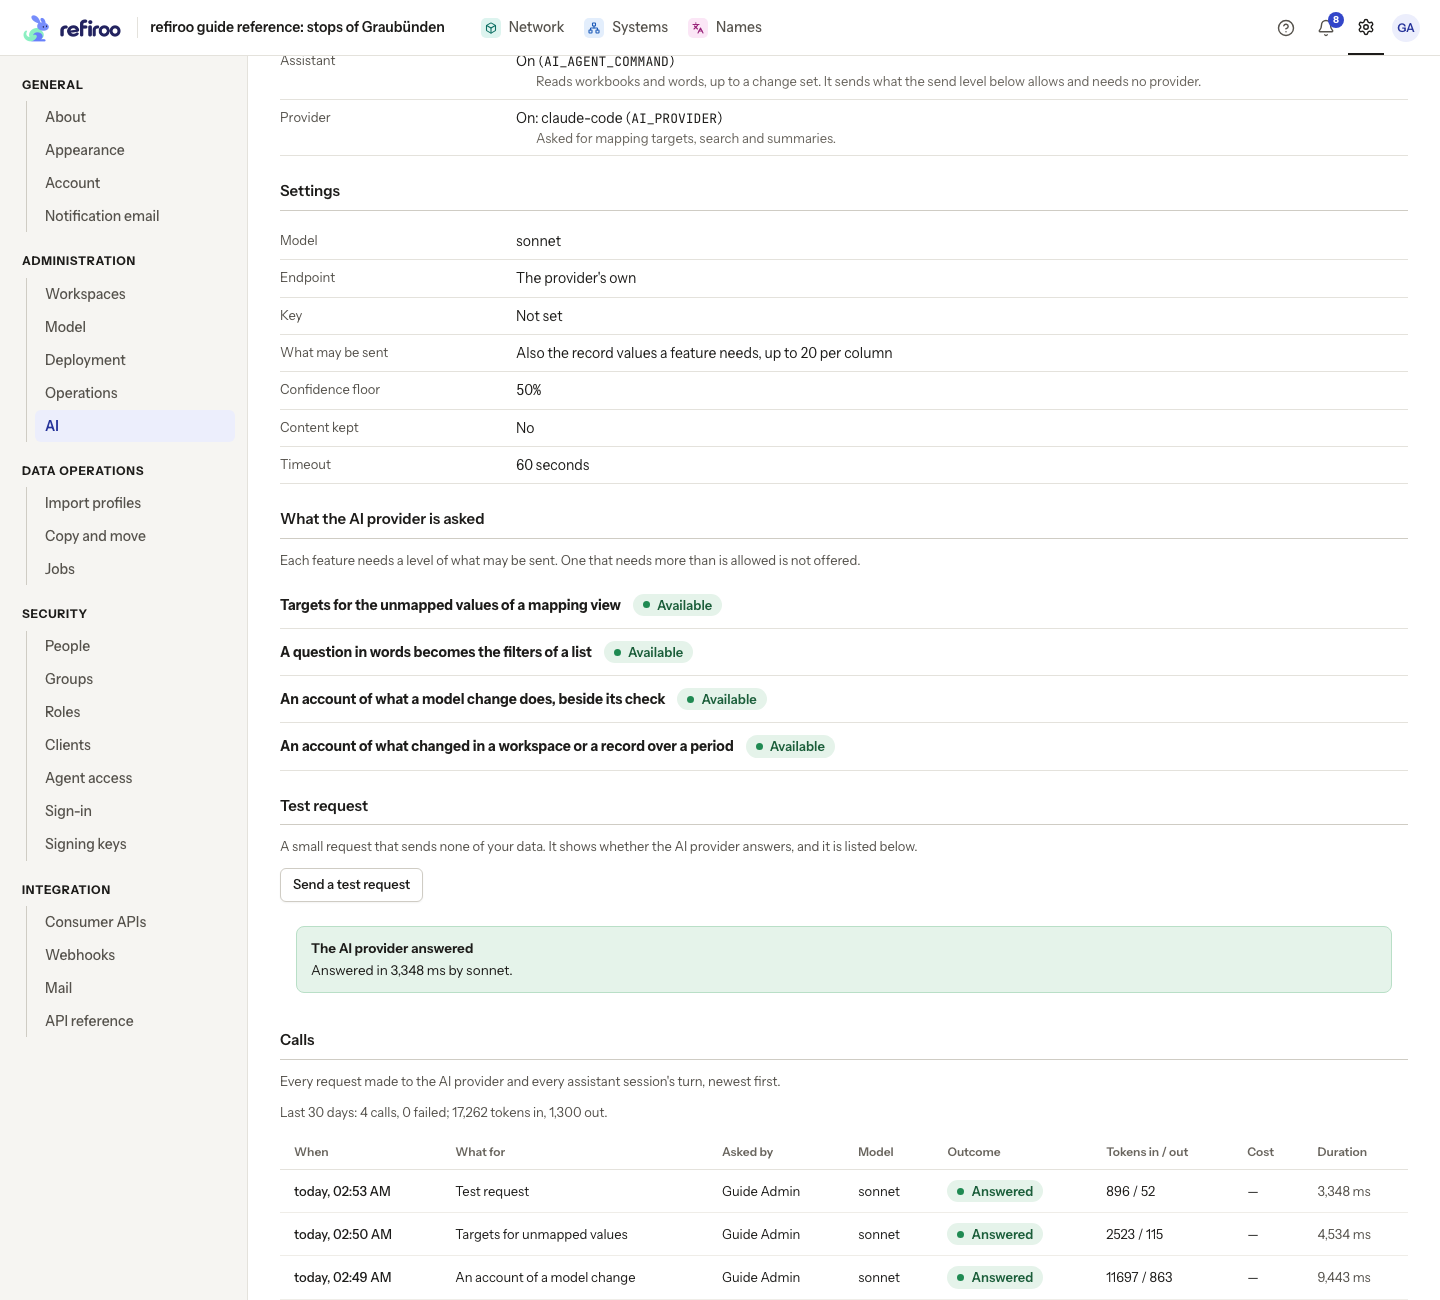 refiroo
refiroo guide reference: stops of Graubünden
Network
Systems
Names
8
GA
GENERAL
About
Appearance
Account
Notification email
ADMINISTRATION
Workspaces
Model
Deployment
Operations
AI
DATA OPERATIONS
Import profiles
Copy and move
Jobs
SECURITY
People
Groups
Roles
Clients
Agent access
Sign-in
Signing keys
INTEGRATION
Consumer APIs
Webhooks
Mail
API reference
Assistant
On (AI_AGENT_COMMAND)
Reads workbooks and words, up to a change set. It sends what the send level below allows and needs no provider.
Provider
On: claude-code (AI_PROVIDER)
Asked for mapping targets, search and summaries.
Settings
Model
sonnet
Endpoint
The provider's own
Key
Not set
What may be sent
Also the record values a feature needs, up to 20 per column
Confidence floor
50%
Content kept
No
Timeout
60 seconds
What the AI provider is asked
Each feature needs a level of what may be sent. One that needs more than is allowed is not offered.
Targets for the unmapped values of a mapping view Available
A question in words becomes the filters of a list Available
An account of what a model change does, beside its check Available
An account of what changed in a workspace or a record over a period Available
Test request
A small request that sends none of your data. It shows whether the AI provider answers, and it is listed below.
Send a test request
The AI provider answered
Answered in 3,348 ms by sonnet.
Calls
Every request made to the AI provider and every assistant session's turn, newest first.
Last 30 days: 4 calls, 0 failed; 17,262 tokens in, 1,300 out.
When What for Asked by Model Outcome Tokens in / out Cost Duration
today, 02:53 AM Test request Guide Admin sonnet Answered 896 / 52 — 3,348 ms
today, 02:50 AM Targets for unmapped values Guide Admin sonnet Answered 2523 / 115 — 4,534 ms
today, 02:49 AM An account of a model change Guide Admin sonnet Answered 11697 / 863 — 9,443 ms